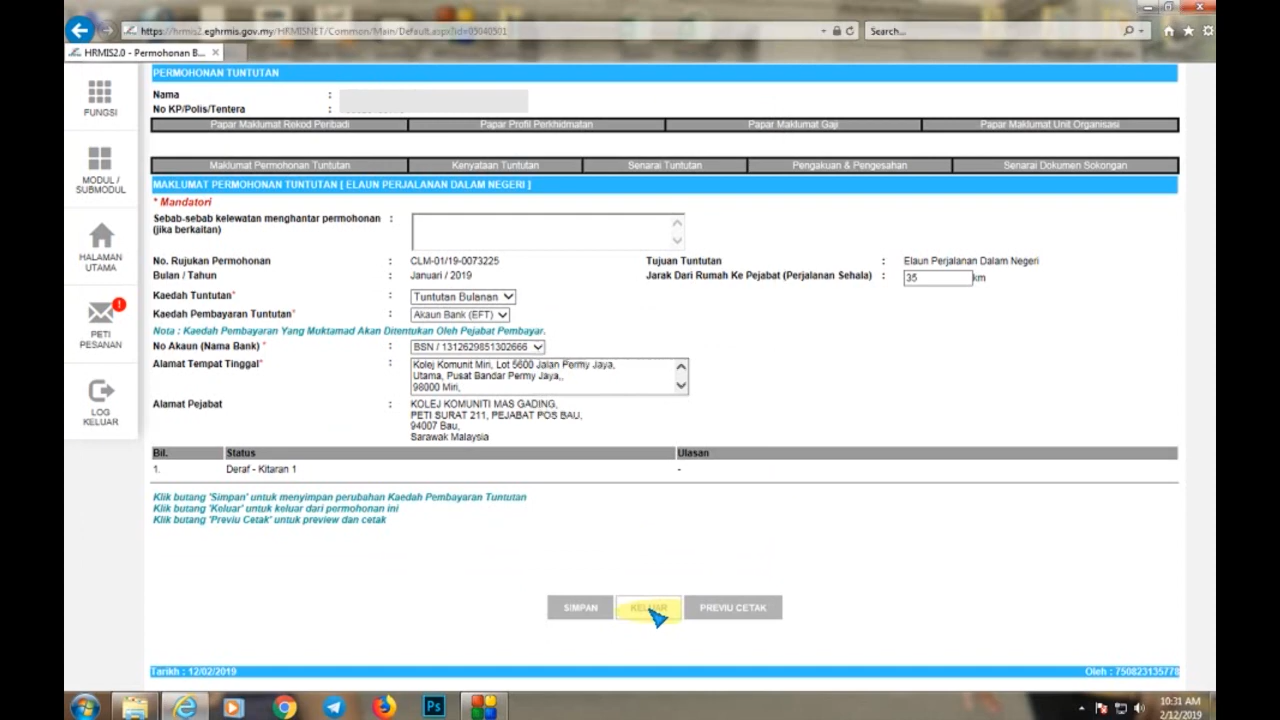 https://hrmis2.eghrmis.gov.my/HRMISNET/Common/Main/Default.aspx?id=05040501
Search...
HRMIS2.0 - Permohonan B...
FUNGSI
MODUL /
SUBMODUL
HALAMAN
UTAMA
!
PETI
PESANAN
LOG
KELUAR
PERMOHONAN TUNTUTAN
Nama :
No KP/Polis/Tentera :
Papar Maklumat Rekod Peribadi Papar Profil Perkhidmatan Papar Maklumat Gaji Papar Maklumat Unit Organisasi
Maklumat Permohonan Tuntutan Kenyataan Tuntutan Senarai Tuntutan Pengakuan & Pengesahan Senarai Dokumen Sokongan
MAKLUMAT PERMOHONAN TUNTUTAN [ ELAUN PERJALANAN DALAM NEGERI ]
* Mandatori
Sebab-sebab kelewatan menghantar permohonan :
(jika berkaitan)
No. Rujukan Permohonan : CLM-01/19-0073225 Tujuan Tuntutan : Elaun Perjalanan Dalam Negeri
Bulan / Tahun : Januari / 2019 Jarak Dari Rumah Ke Pejabat (Perjalanan Sehala) : 35 km
Kaedah Tuntutan* : Tuntutan Bulanan
Kaedah Pembayaran Tuntutan* : Akaun Bank (EFT)
Nota : Kaedah Pembayaran Yang Muktamad Akan Ditentukan Oleh Pejabat Pembayar.
No Akaun (Nama Bank) * : BSN / 1312629851302666
Alamat Tempat Tinggal* : Kolej Komunit Miri, Lot 5600 Jalan Permy Jaya,
Utama, Pusat Bandar Permy Jaya,,
98000 Miri,
Alamat Pejabat : KOLEJ KOMUNITI MAS GADING,
PETI SURAT 211, PEJABAT POS BAU,
94007 Bau,
Sarawak Malaysia
Bil. Status Ulasan
1. Deraf - Kitaran 1 -
Klik butang 'Simpan' untuk menyimpan perubahan Kaedah Pembayaran Tuntutan
Klik butang 'Keluar' untuk keluar dari permohonan ini
Klik butang 'Previu Cetak' untuk preview dan cetak
SIMPAN KELUAR PREVIU CETAK
Tarikh : 12/02/2019 Oleh : 750823135778
Ps
10:31 AM
2/12/2019